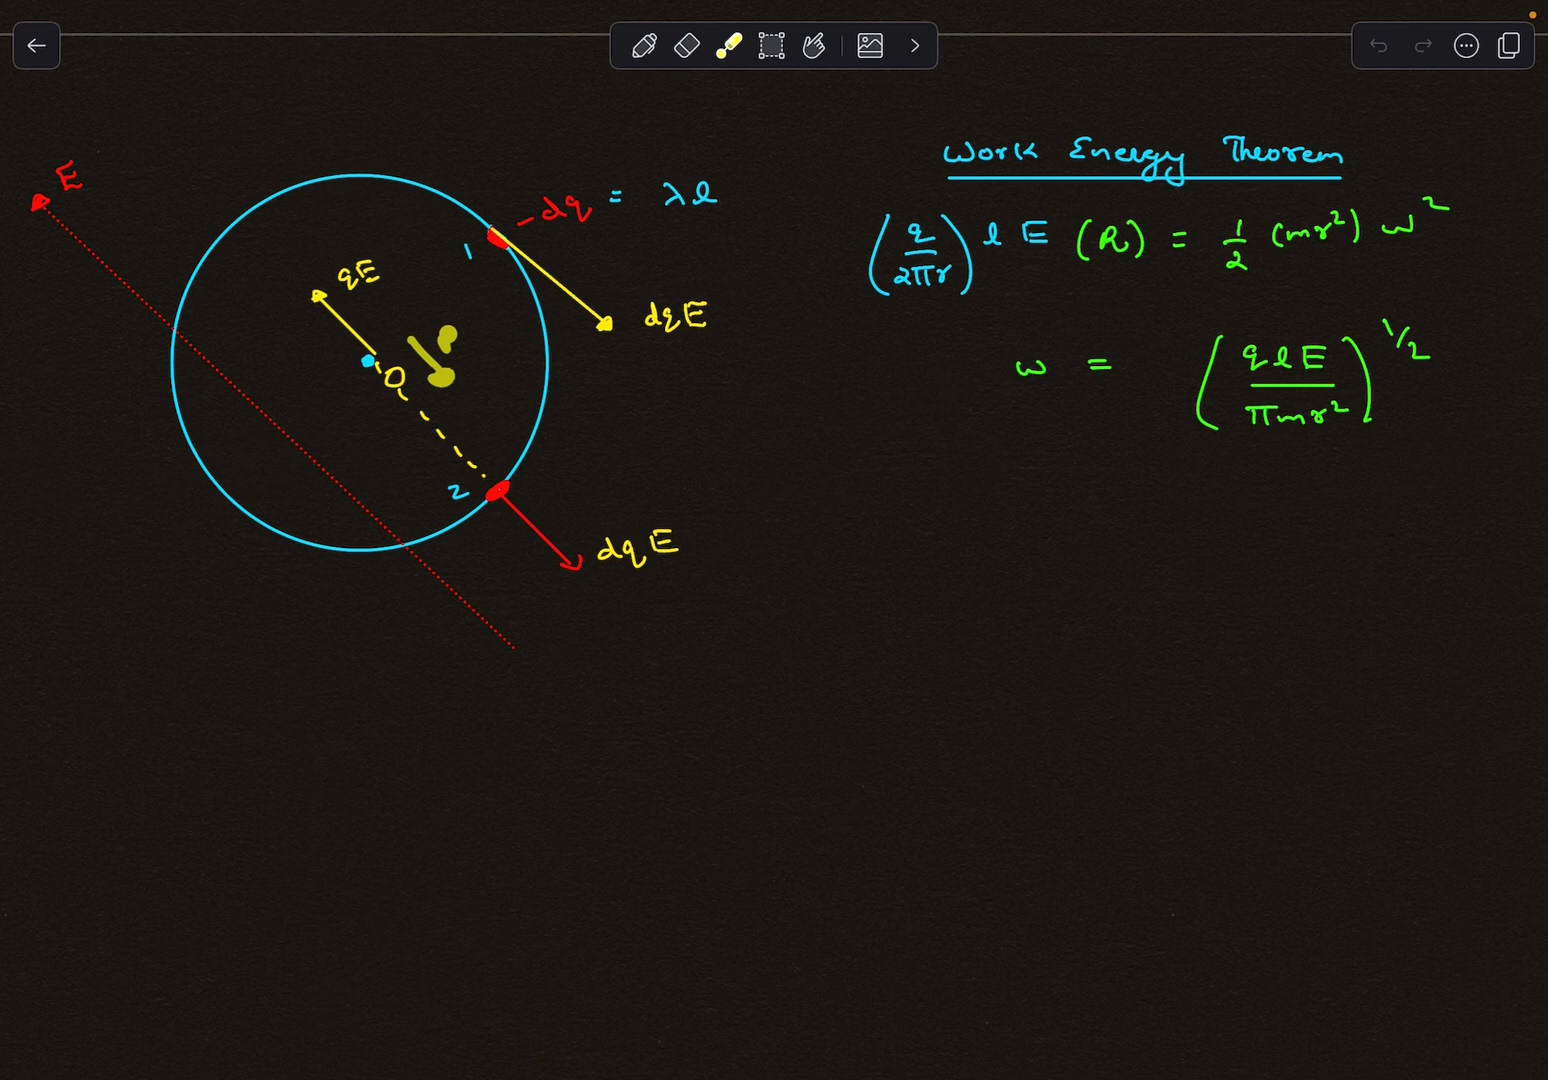 Work Energy Theorem
E
-dq = λl
1
(q/2πr) l E (R) = 1/2 (mr²) ω²
qE
dqE
O
ω = (qlE/πmr²)^1/2
2
dqE